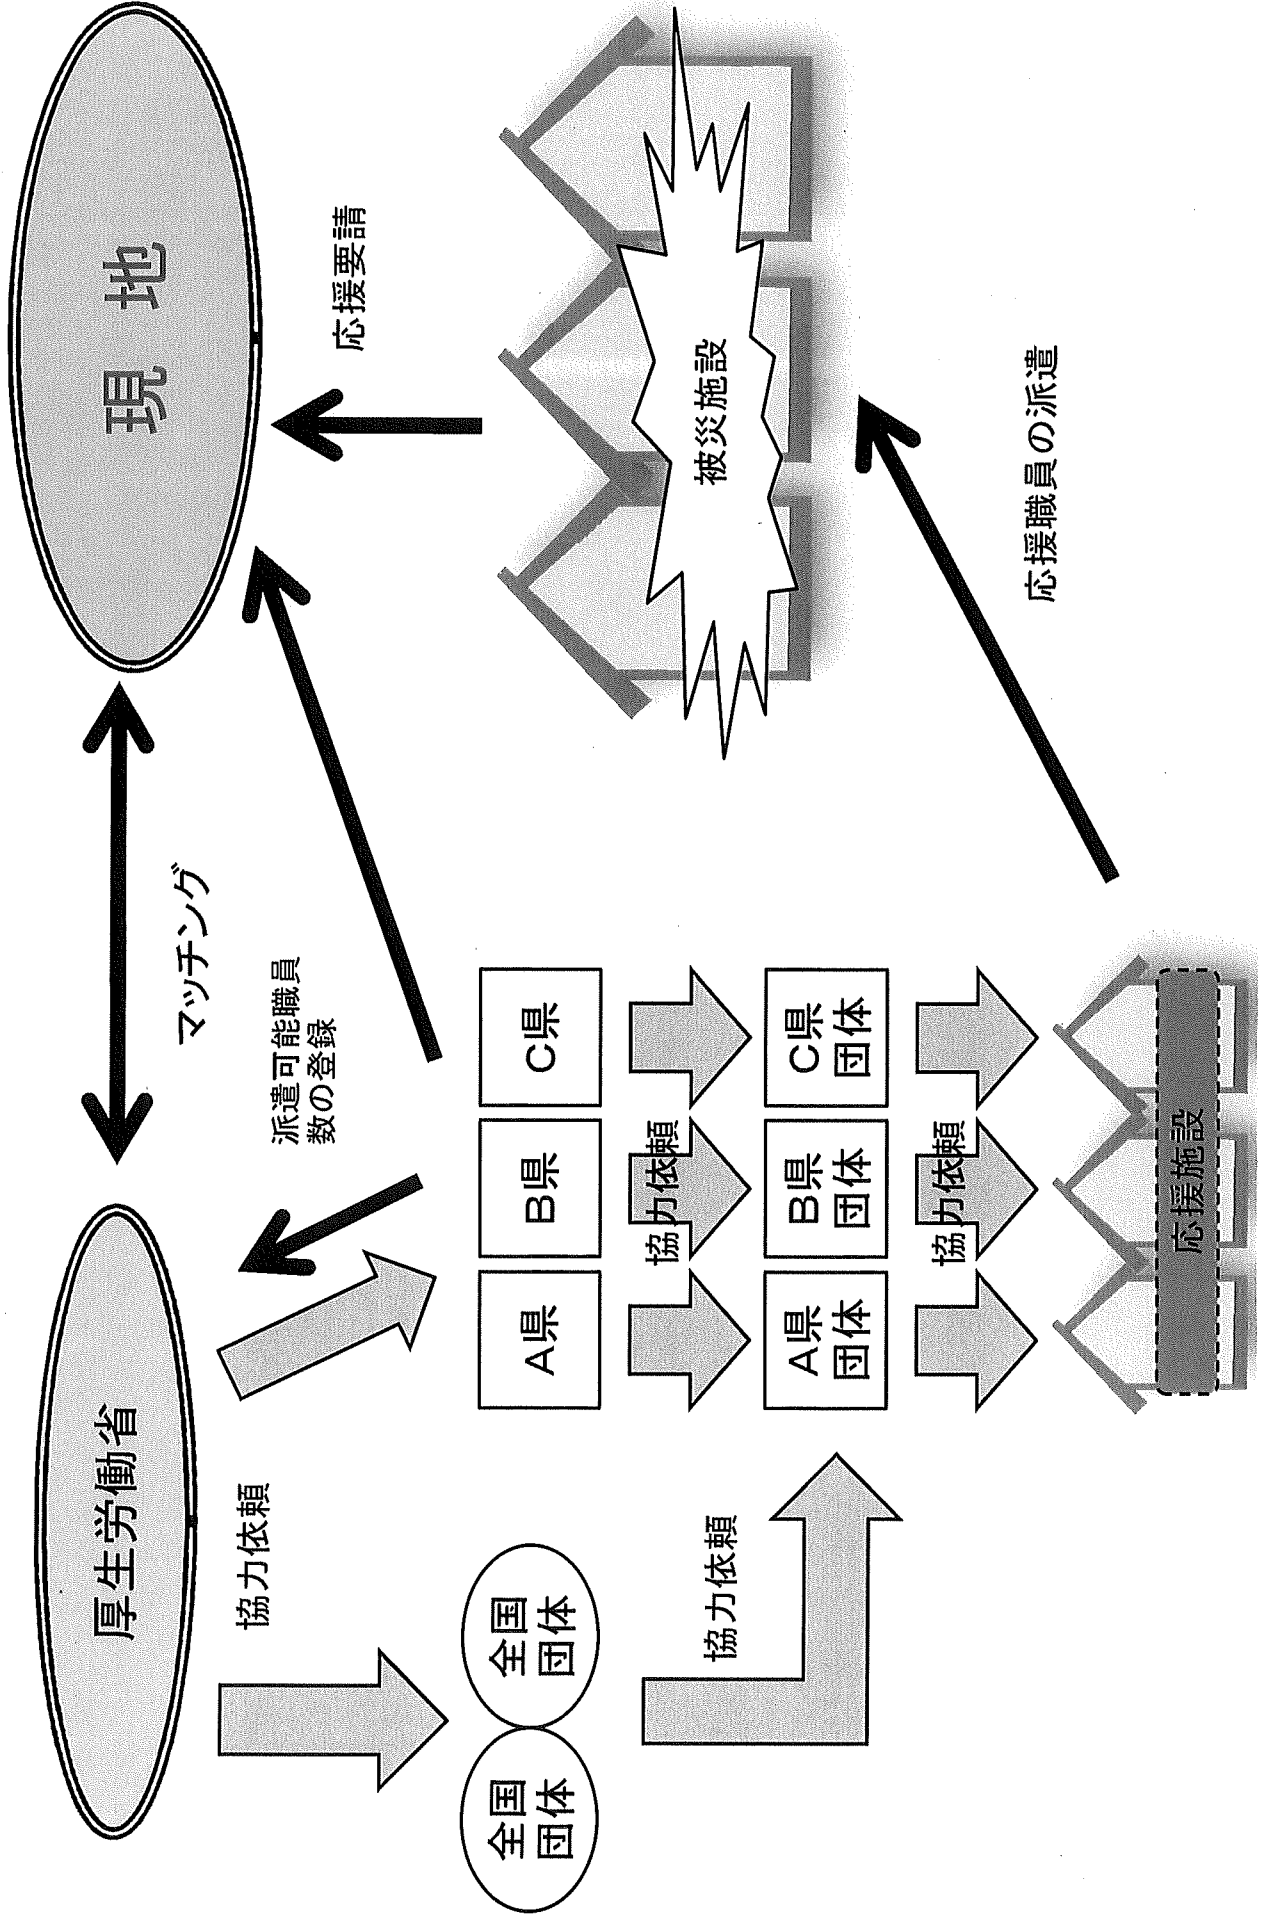 厚生労働省
現 地
マッチング
協力依頼
派遣可能職員
数の登録
応援要請
全国
団体
全国
団体
A県
B県
C県
被災施設
協力依頼
協力依頼
A県
団体
B県
団体
C県
団体
協力依頼
応援施設
応援職員の派遣